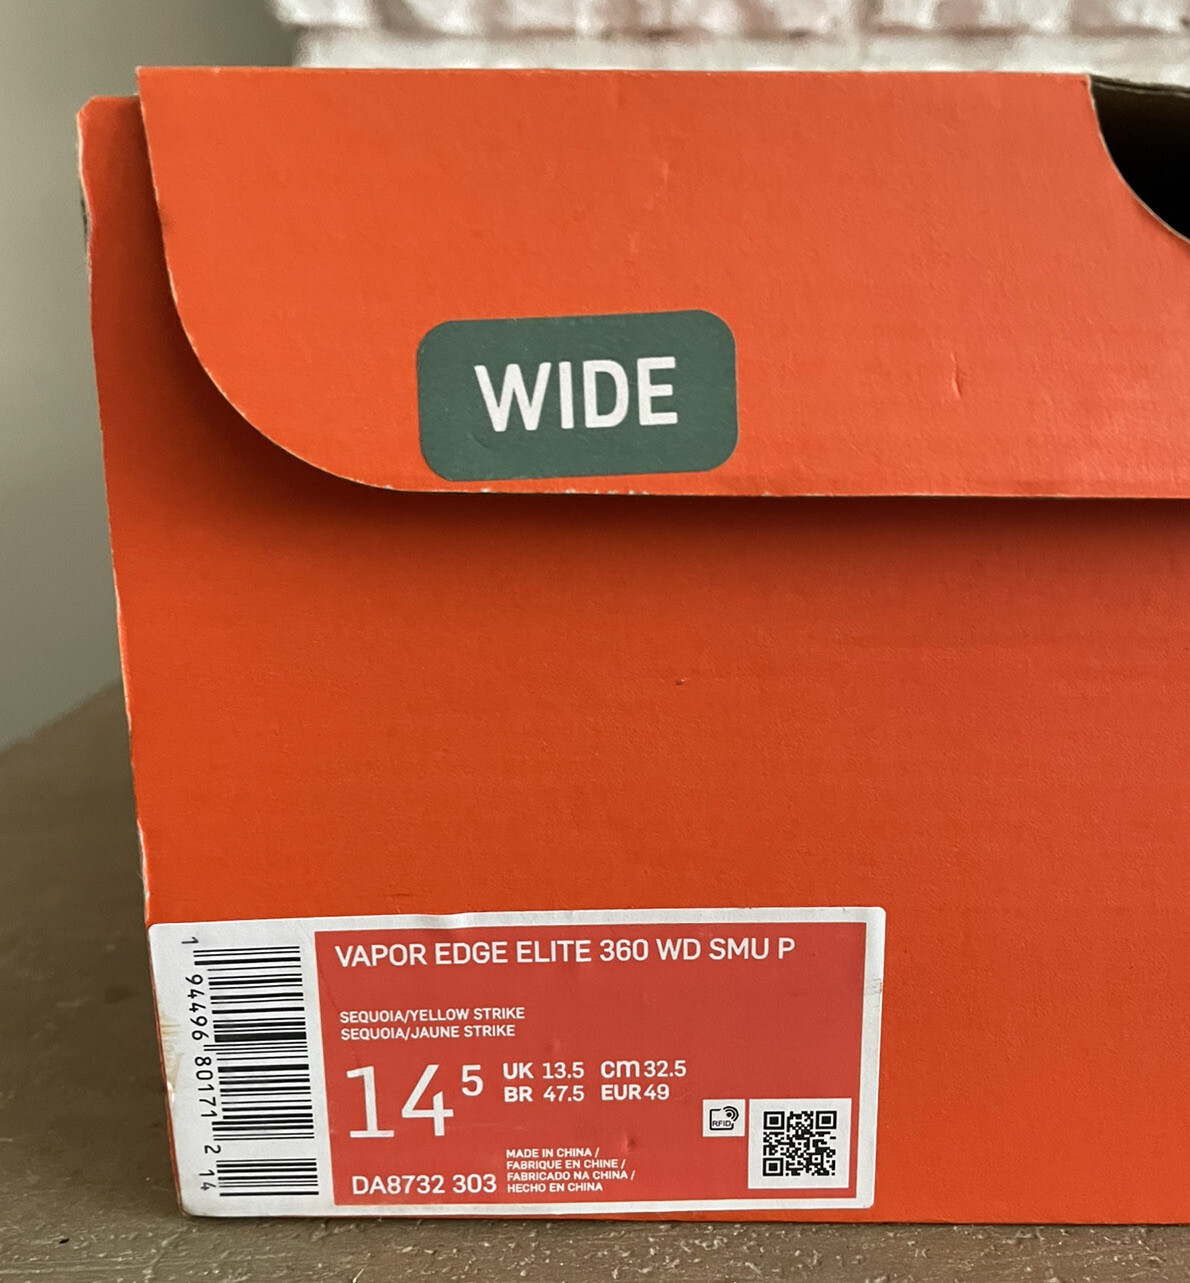 WIDE
VAPOR EDGE ELITE 360 WD SMU P
SEQUOIA/YELLOW STRIKE
SEQUOIA/JAUNE STRIKE
14 5
UK 13.5 cm 32.5
BR 47.5 EUR 49
RFID
DA8732 303
MADE IN CHINA /
FABRIQUE EN CHINE /
FABRICADO NA CHINA /
HECHO EN CHINA
1 94496 80171 2 14